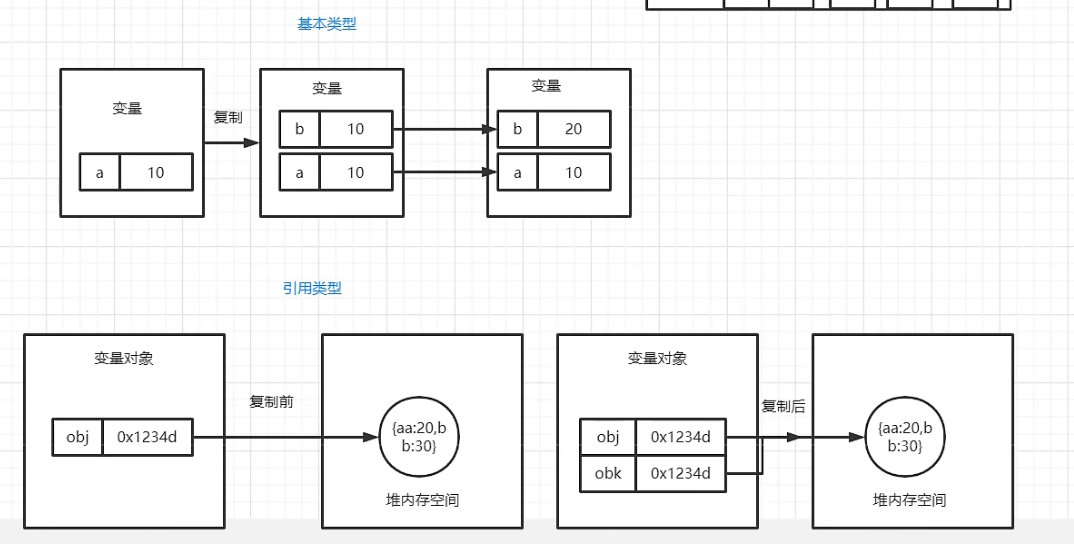 基本类型
变量
复制
a 10
变量
b 10
a 10
变量
b 20
a 10
引用类型
变量对象
obj 0x1234d
复制前
{aa:20,b
b:30}
堆内存空间
变量对象
obj 0x1234d
obk 0x1234d
复制后
{aa:20,b
b:30}
堆内存空间